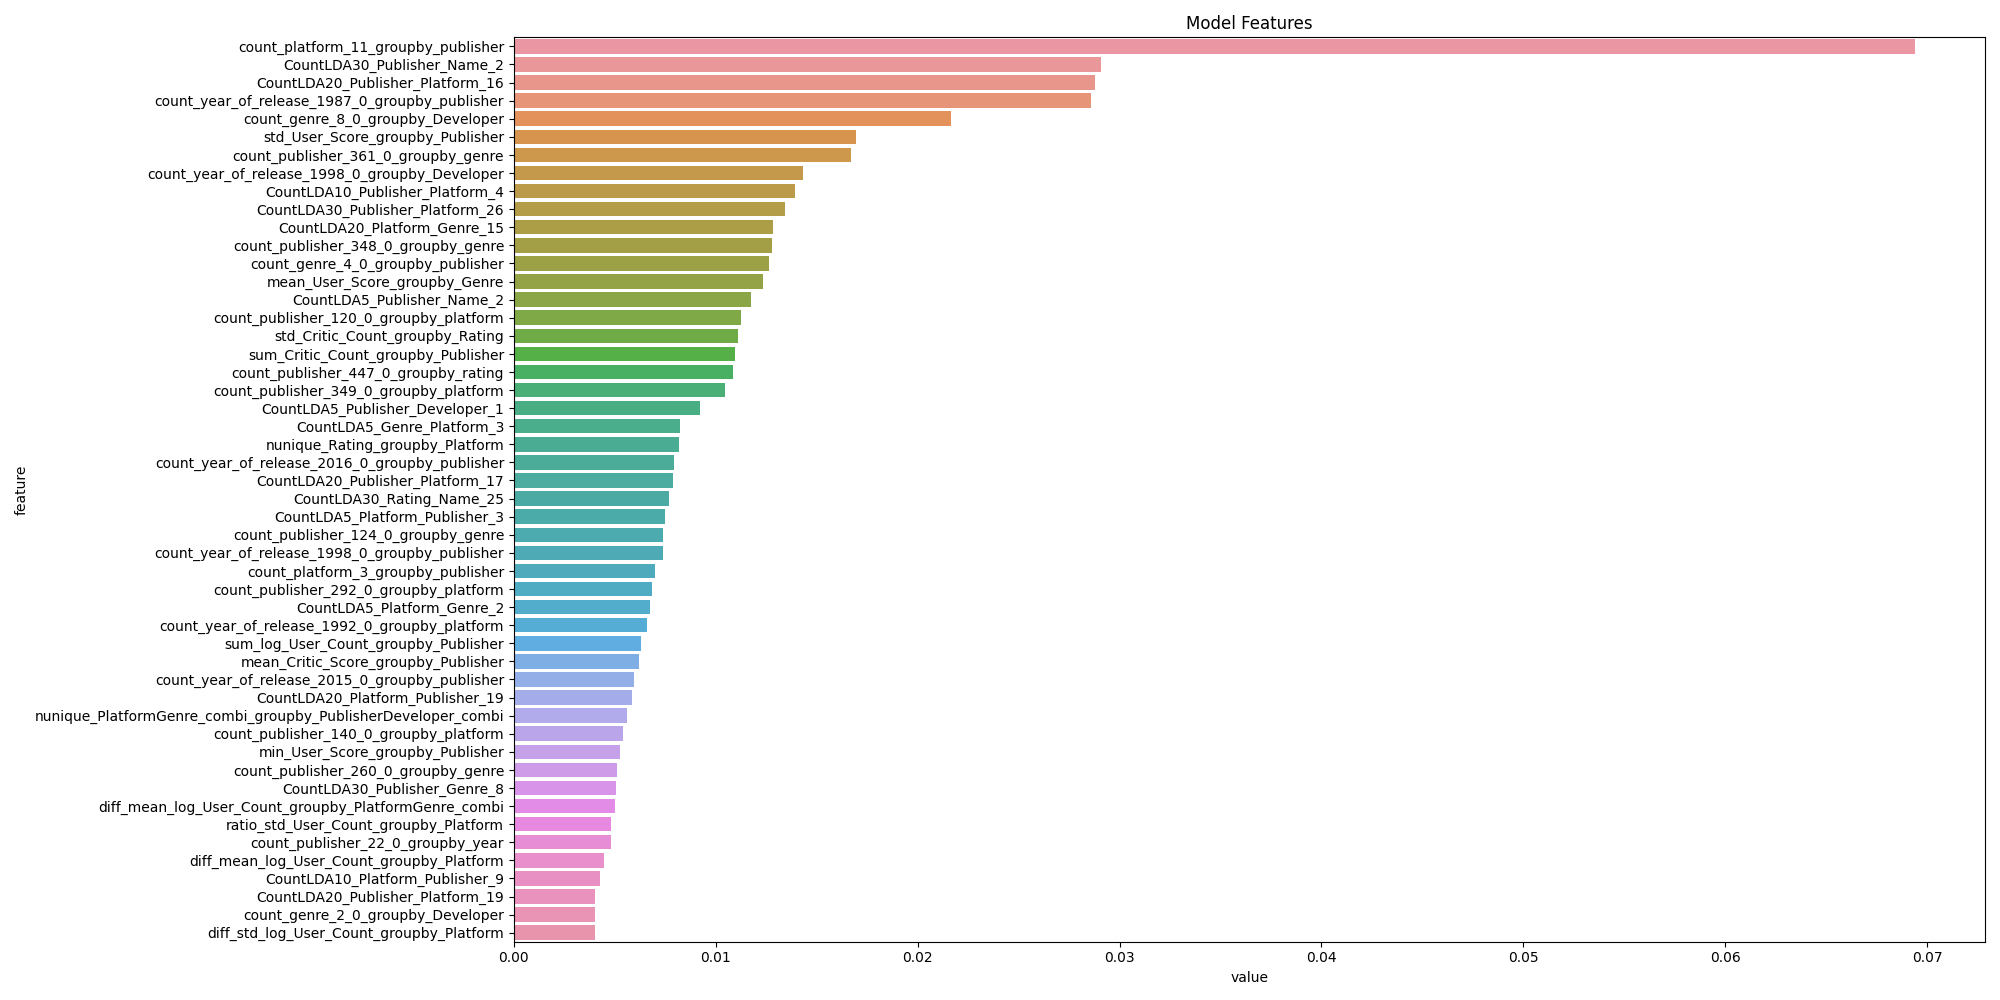 Model Features
count_platform_11_groupby_publisher
CountLDA30_Publisher_Name_2
CountLDA20_Publisher_Platform_16
count_year_of_release_1987_0_groupby_publisher
count_genre_8_0_groupby_Developer
std_User_Score_groupby_Publisher
count_publisher_361_0_groupby_genre
count_year_of_release_1998_0_groupby_Developer
CountLDA10_Publisher_Platform_4
CountLDA30_Publisher_Platform_26
CountLDA20_Platform_Genre_15
count_publisher_348_0_groupby_genre
count_genre_4_0_groupby_publisher
mean_User_Score_groupby_Genre
CountLDA5_Publisher_Name_2
count_publisher_120_0_groupby_platform
std_Critic_Count_groupby_Rating
sum_Critic_Count_groupby_Publisher
count_publisher_447_0_groupby_rating
count_publisher_349_0_groupby_platform
CountLDA5_Publisher_Developer_1
CountLDA5_Genre_Platform_3
nunique_Rating_groupby_Platform
count_year_of_release_2016_0_groupby_publisher
CountLDA20_Publisher_Platform_17
CountLDA30_Rating_Name_25
CountLDA5_Platform_Publisher_3
count_publisher_124_0_groupby_genre
count_year_of_release_1998_0_groupby_publisher
count_platform_3_groupby_publisher
count_publisher_292_0_groupby_platform
CountLDA5_Platform_Genre_2
count_year_of_release_1992_0_groupby_platform
sum_log_User_Count_groupby_Publisher
mean_Critic_Score_groupby_Publisher
count_year_of_release_2015_0_groupby_publisher
CountLDA20_Platform_Publisher_19
nunique_PlatformGenre_combi_groupby_PublisherDeveloper_combi
count_publisher_140_0_groupby_platform
min_User_Score_groupby_Publisher
count_publisher_260_0_groupby_genre
CountLDA30_Publisher_Genre_8
diff_mean_log_User_Count_groupby_PlatformGenre_combi
ratio_std_User_Count_groupby_Platform
count_publisher_22_0_groupby_year
diff_mean_log_User_Count_groupby_Platform
CountLDA10_Platform_Publisher_9
CountLDA20_Publisher_Platform_19
count_genre_2_0_groupby_Developer
diff_std_log_User_Count_groupby_Platform
feature
0.00 0.01 0.02 0.03 0.04 0.05 0.06 0.07
value